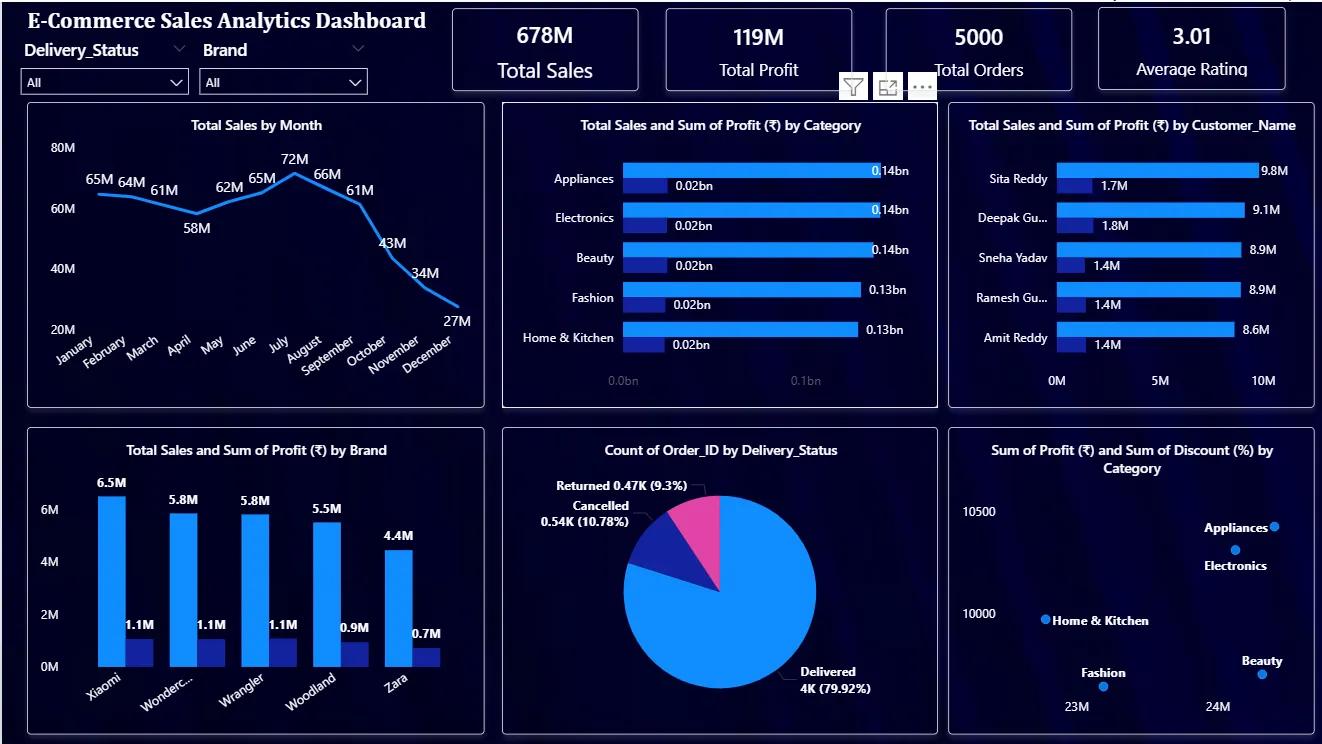 E-Commerce Sales Analytics Dashboard
Delivery_Status
Brand
All
All
678M
Total Sales
119M
Total Profit
5000
Total Orders
3.01
Average Rating
Total Sales by Month
80M
60M
40M
20M
65M
64M
61M
58M
62M
65M
72M
66M
61M
43M
34M
27M
January
February
March
April
May
June
July
August
September
October
November
December
Total Sales and Sum of Profit (₹) by Category
Appliances
0.14bn
0.02bn
Electronics
0.14bn
0.02bn
Beauty
0.14bn
0.02bn
Fashion
0.13bn
0.02bn
Home & Kitchen
0.13bn
0.02bn
0.0bn
0.1bn
Total Sales and Sum of Profit (₹) by Customer_Name
Sita Reddy
9.8M
1.7M
Deepak Gu...
9.1M
1.8M
Sneha Yadav
8.9M
1.4M
Ramesh Gu...
8.9M
1.4M
Amit Reddy
8.6M
1.4M
0M
5M
10M
Total Sales and Sum of Profit (₹) by Brand
6M
4M
2M
0M
6.5M
1.1M
5.8M
1.1M
5.8M
1.1M
5.5M
0.9M
4.4M
0.7M
Xiaomi
Wonderc...
Wrangler
Woodland
Zara
Count of Order_ID by Delivery_Status
Returned 0.47K (9.3%)
Cancelled
0.54K (10.78%)
Delivered
4K (79.92%)
Sum of Profit (₹) and Sum of Discount (%) by
Category
10500
10000
Appliances
Electronics
Home & Kitchen
Beauty
Fashion
23M
24M